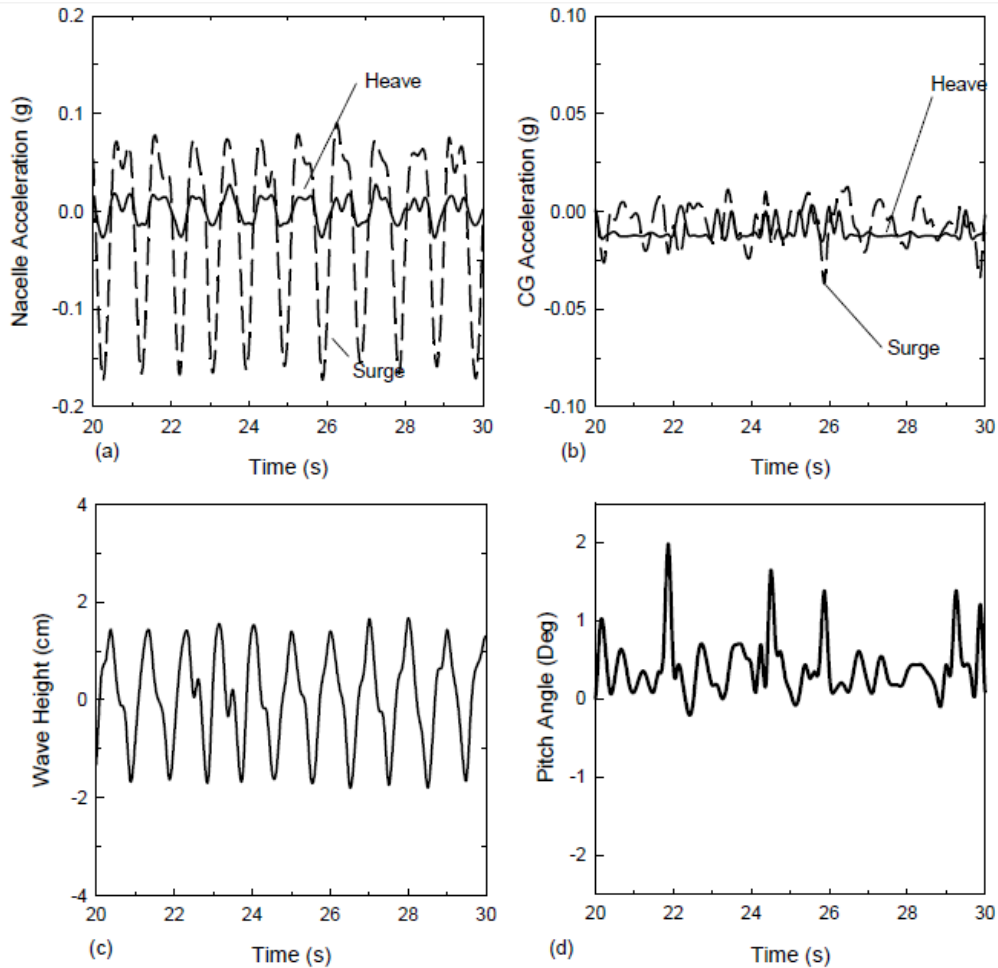 0.2
0.1
0.0
-0.1
-0.2
Nacelle Acceleration (g)
Heave
Surge
20 22 24 26 28 30
(a)
Time (s)
0.10
0.05
0.00
-0.05
-0.10
CG Acceleration (g)
Heave
Surge
20 22 24 26 28 30
(b)
Time (s)
4
2
0
-2
-4
Wave Height (cm)
20 22 24 26 28 30
(c)
Time (s)
2
1
0
-1
-2
Pitch Angle (Deg)
20 22 24 26 28 30
(d)
Time (s)